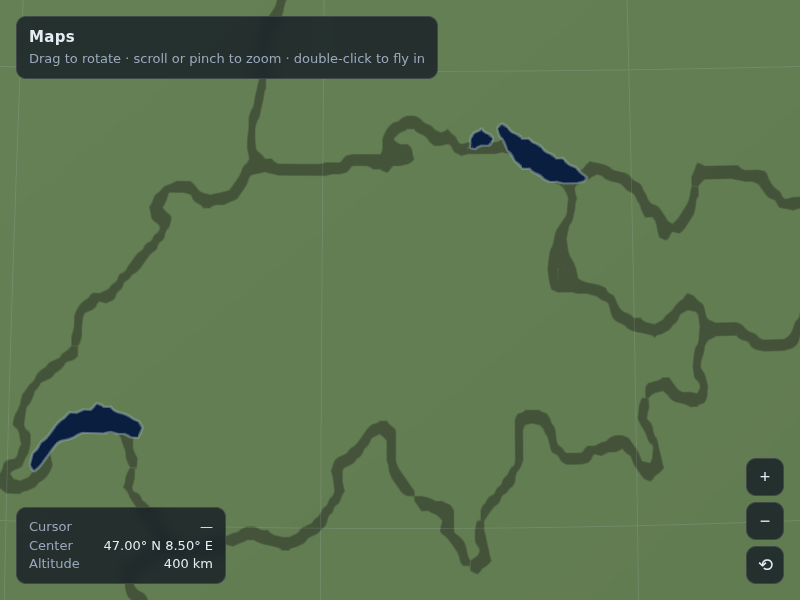 Maps
Drag to rotate · scroll or pinch to zoom · double-click to fly in
Cursor —
Center 47.00° N 8.50° E
Altitude 400 km
+
−
⟲